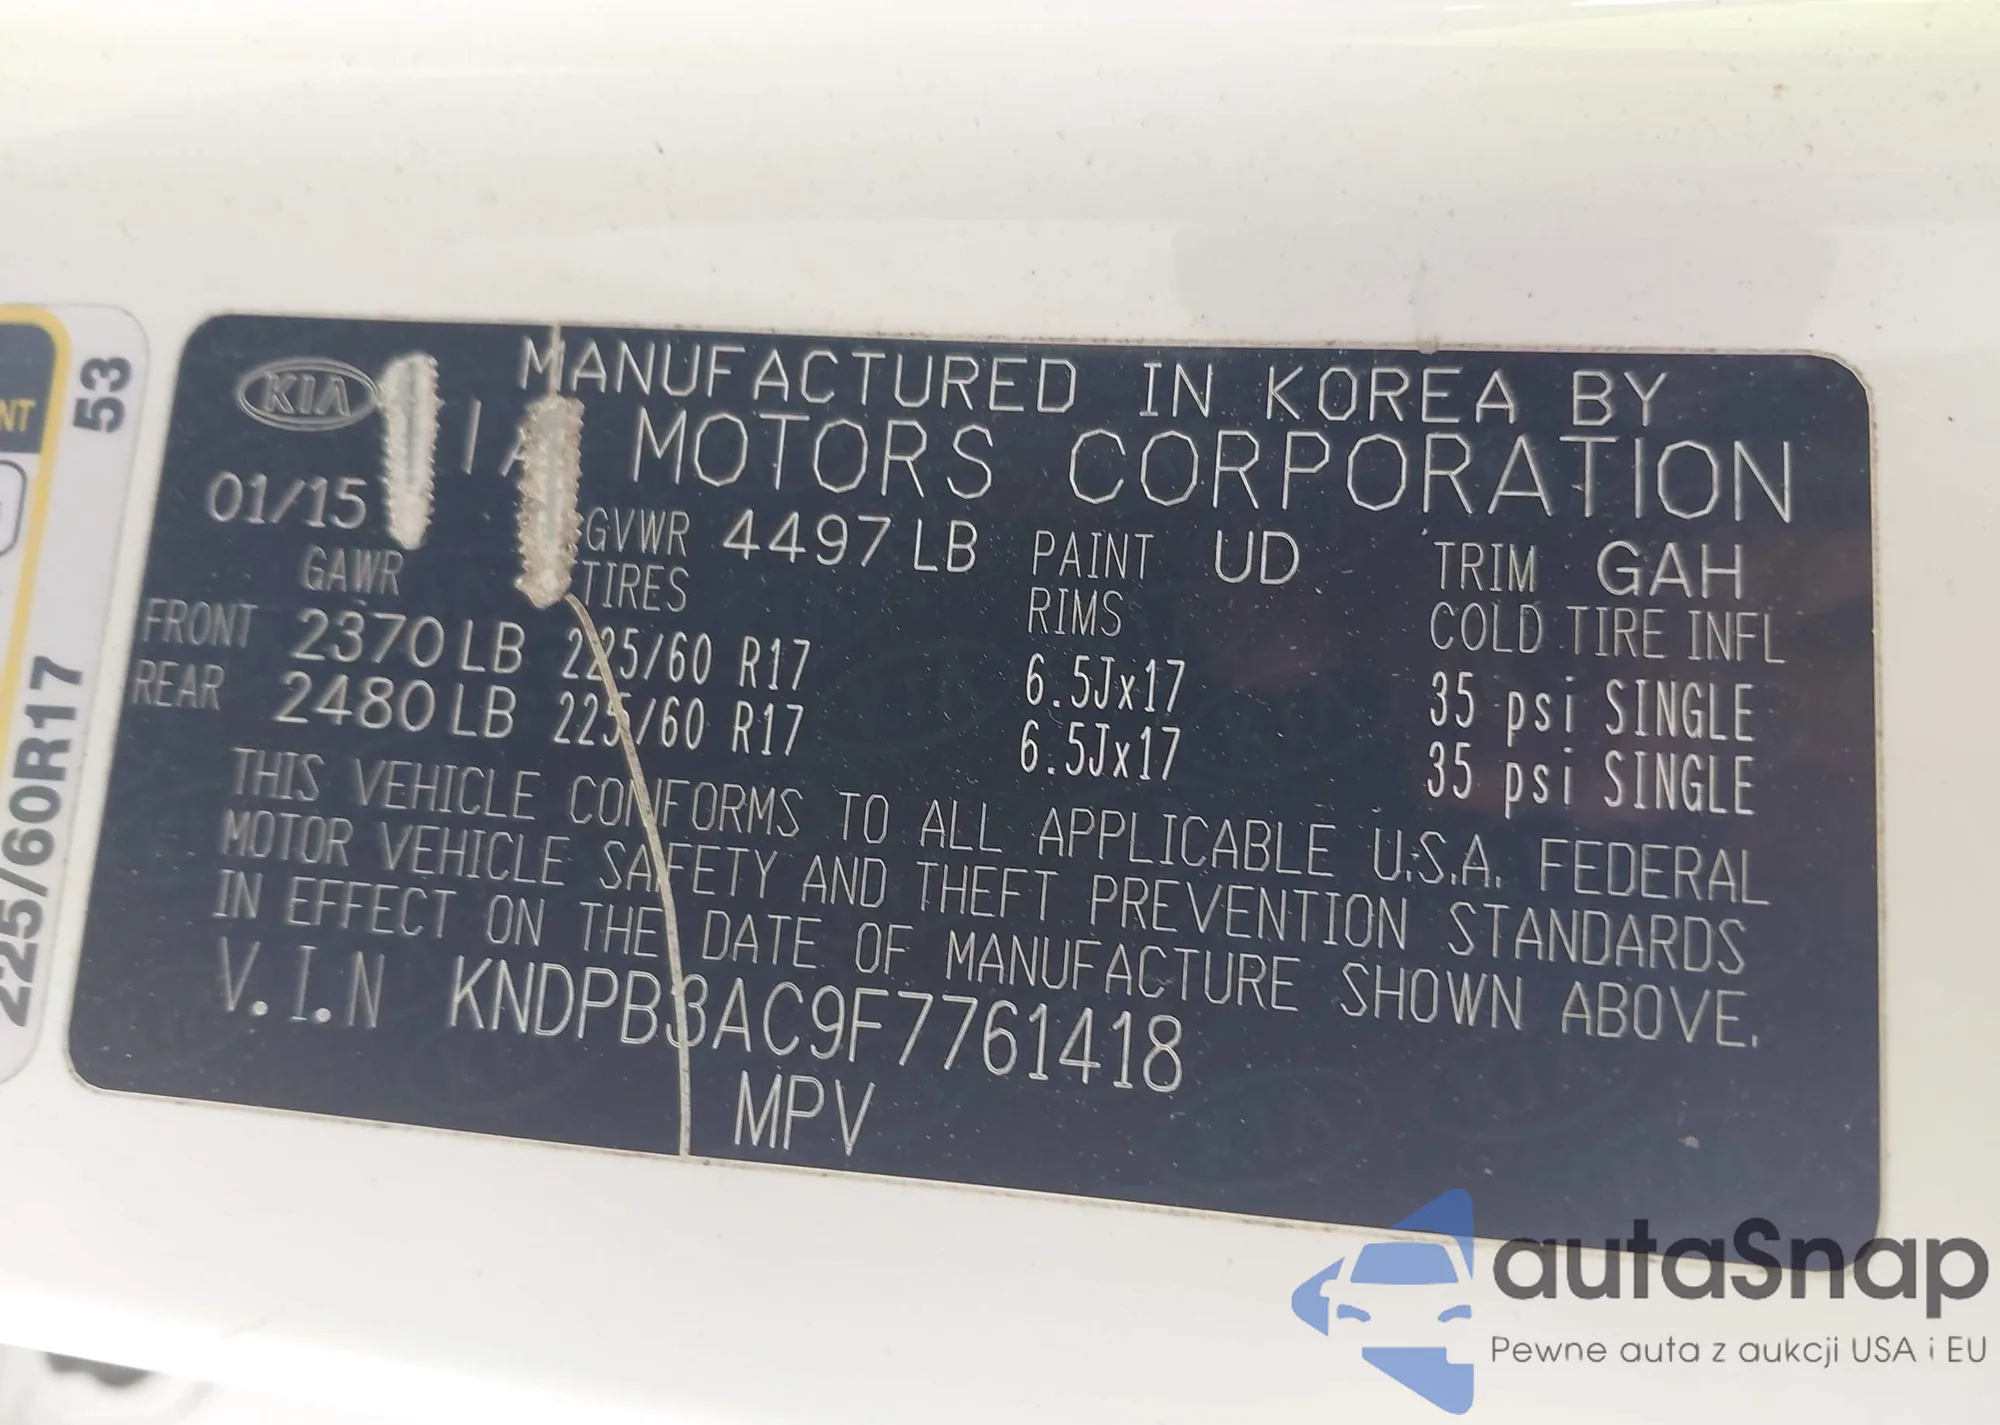 KIA
MANUFACTURED IN KOREA BY
IA MOTORS CORPORATION
01/15
GVWR 4497 LB PAINT UD TRIM GAH
GAWR TIRES RIMS COLD TIRE INFL
FRONT 2370 LB 225/60 R17 6.5Jx17 35 psi SINGLE
REAR 2480 LB 225/60 R17 6.5Jx17 35 psi SINGLE
THIS VEHICLE CONFORMS TO ALL APPLICABLE U.S.A. FEDERAL
MOTOR VEHICLE SAFETY AND THEFT PREVENTION STANDARDS
IN EFFECT ON THE DATE OF MANUFACTURE SHOWN ABOVE.
V.I.N KNDPB3AC9F7761418
MPV
NT
53
225/60R17
autaSnap
Pewne auta z aukcji USA i EU